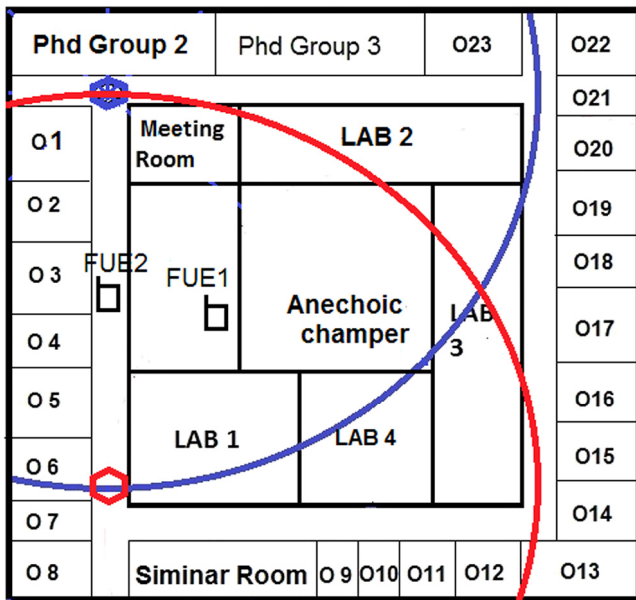 Phd Group 2
Phd Group 3
O23
O22
O21
O1
Meeting
Room
LAB 2
O20
O 2
O19
O 3
FUE2
FUE1
O18
Anechoic
champer
LAB
3
O17
O 4
O 5
O16
LAB 1
LAB 4
O15
O 6
O 7
O14
O 8
Siminar Room
O 9
O10
O11
O12
O13